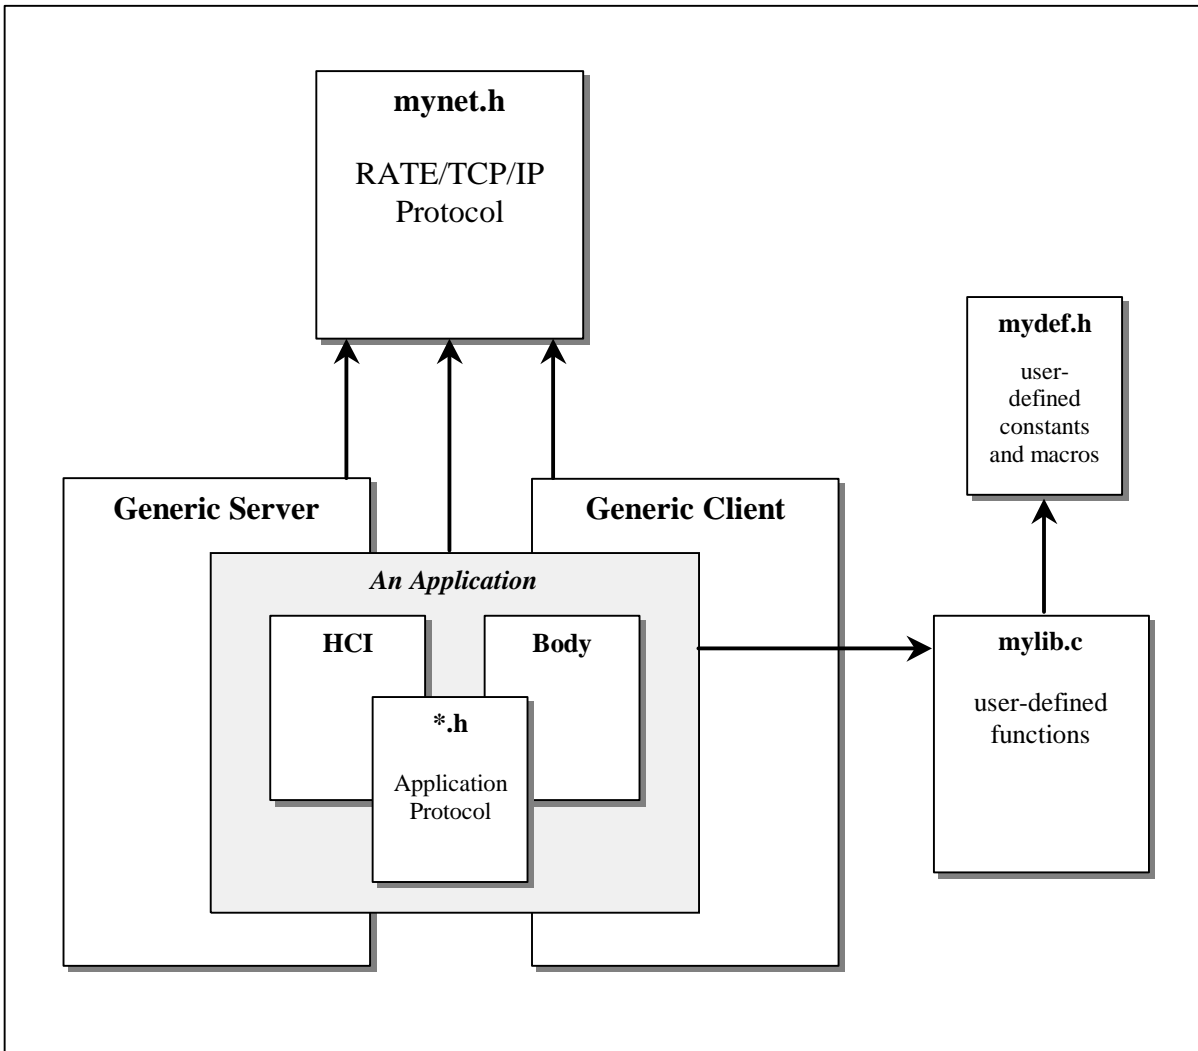 mynet.h
RATE/TCP/IP
Protocol
mydef.h
user-
defined
constants
and macros
Generic Server
Generic Client
An Application
HCI
Body
*.h
Application
Protocol
mylib.c
user-defined
functions